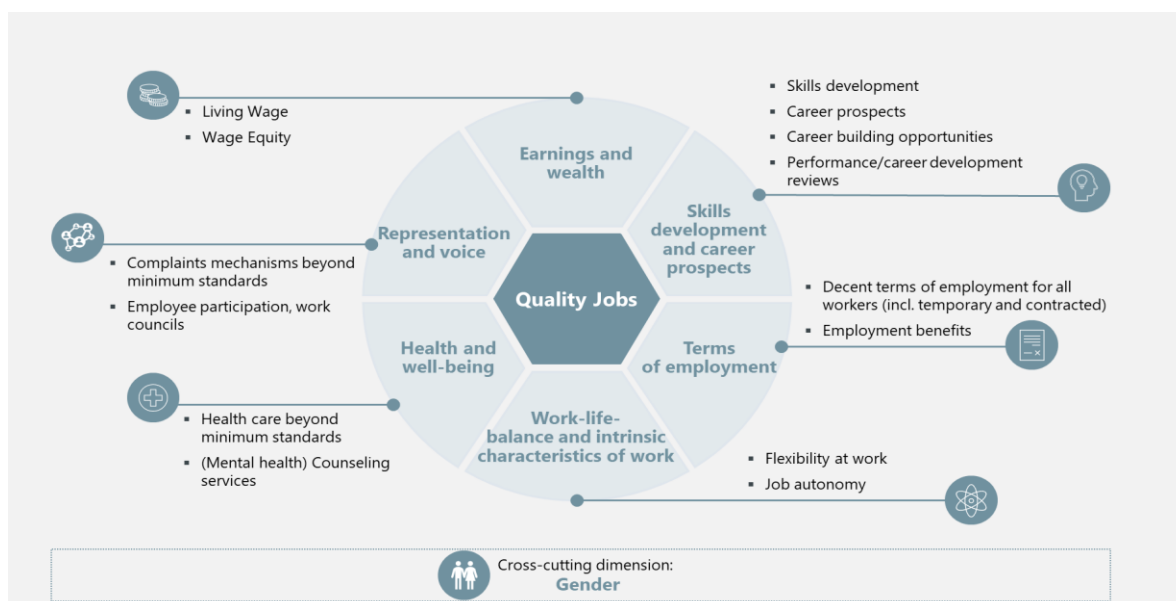 ▪ Living Wage
▪ Wage Equity
▪ Skills development
▪ Career prospects
▪ Career building opportunities
▪ Performance/career development
reviews
Earnings and
wealth
Skills
development
and career
prospects
Representation
and voice
▪ Complaints mechanisms beyond
minimum standards
▪ Employee participation, work
councils
Quality Jobs
▪ Decent terms of employment for all
workers (incl. temporary and contracted)
▪ Employment benefits
Health and
well-being
Terms
of employment
▪ Health care beyond
minimum standards
▪ (Mental health) Counseling
services
Work-life-
balance and intrinsic
characteristics of work
▪ Flexibility at work
▪ Job autonomy
Cross-cutting dimension:
Gender